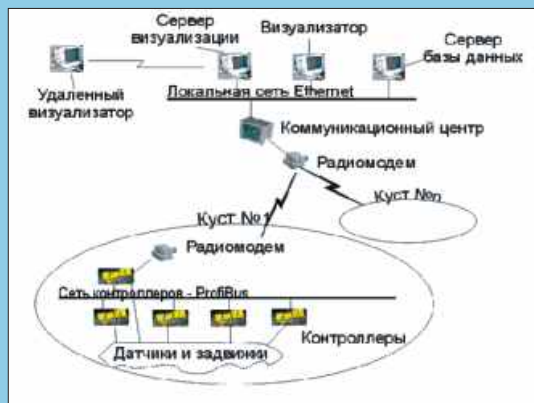 Сервер
визуализации
Визуализатор
Сервер
базы данных
Удаленный
визуализатор
Локальная сеть Ethernet
Коммуникационный центр
Радиомодем
Куст №n
Куст №1
Радиомодем
Сеть контроллеров - ProfiBus
Контроллеры
Датчики и задвижки